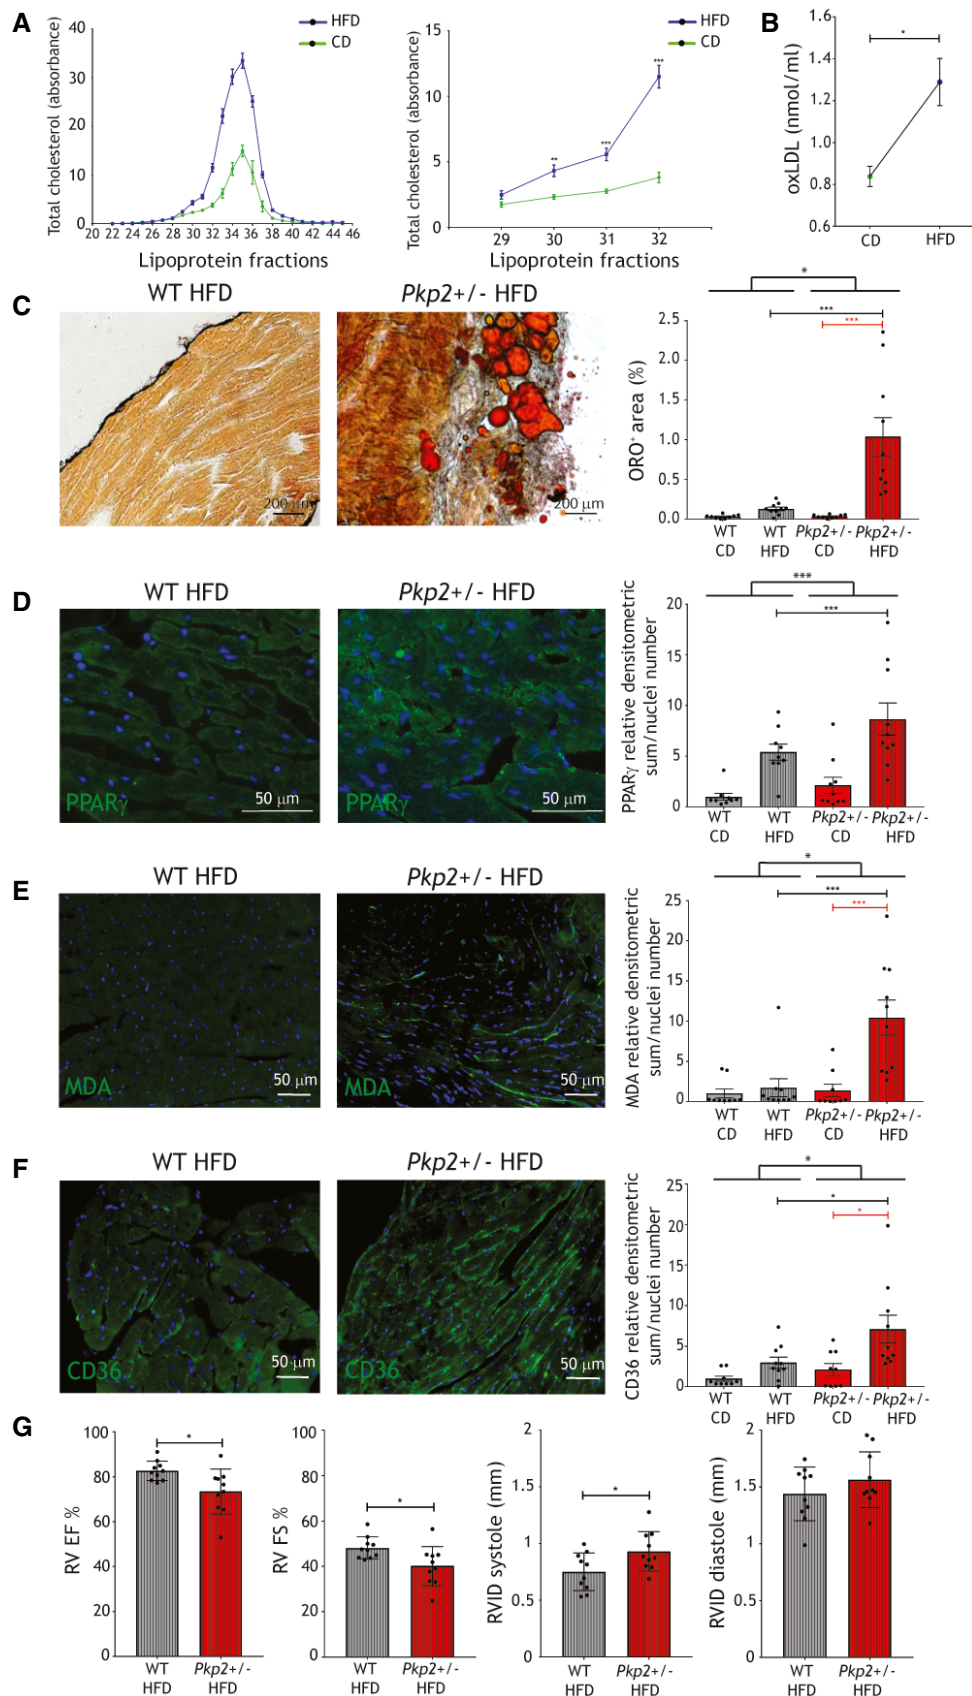 A
HFD
CD
Total cholesterol (absorbance)
40
30
20
10
0
20 22 24 26 28 30 32 34 36 38 40 42 44 46
Lipoprotein fractions
HFD
CD
Total cholesterol (absorbance)
15
10
5
0
**
***
***
29 30 31 32
Lipoprotein fractions
B
oxLDL (nmol/ml)
1.6
1.4
1.2
1.0
0.8
0.6
*
CD HFD
C
WT HFD
Pkp2+/- HFD
200 μm
200 μm
ORO+ area (%)
2.5
2.0
1.5
1.0
0.5
0.0
*
***
***
WT CD
WT HFD
Pkp2+/- CD
Pkp2+/- HFD
D
WT HFD
Pkp2+/- HFD
PPARγ
50 μm
PPARγ
50 μm
PPARγ relative densitometric
sum/nuclei number
20
15
10
5
0
***
***
WT CD
WT HFD
Pkp2+/- CD
Pkp2+/- HFD
E
WT HFD
Pkp2+/- HFD
MDA
50 μm
MDA
50 μm
MDA relative densitometric
sum/nuclei number
25
20
15
10
5
0
*
***
***
WT CD
WT HFD
Pkp2+/- CD
Pkp2+/- HFD
F
WT HFD
Pkp2+/- HFD
CD36
50 μm
CD36
50 μm
CD36 relative densitometric
sum/nuclei number
25
20
15
10
5
0
*
*
*
WT CD
WT HFD
Pkp2+/- CD
Pkp2+/- HFD
G
RV EF %
100
80
60
40
20
0
*
WT HFD
Pkp2+/- HFD
RV FS %
100
80
60
40
20
0
*
WT HFD
Pkp2+/- HFD
RVID systole (mm)
2
1.5
1
0.5
0
*
WT HFD
Pkp2+/- HFD
RVID diastole (mm)
2
1.5
1
0.5
0
WT HFD
Pkp2+/- HFD